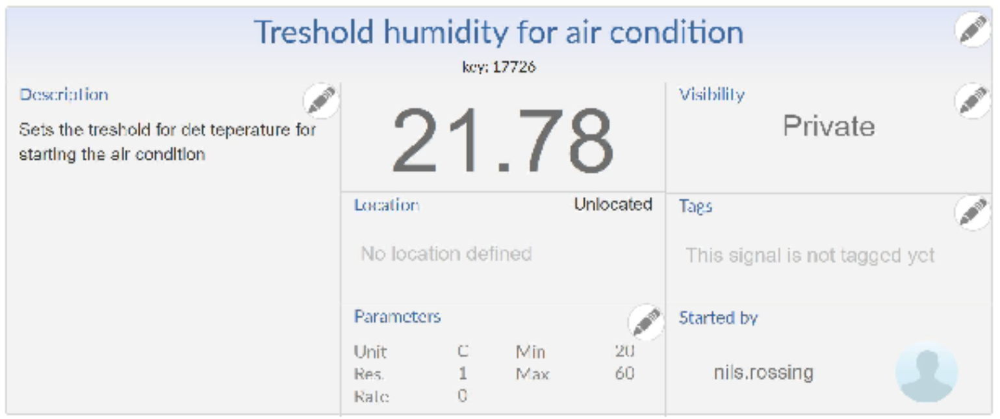 Treshold humidity for air condition
key: 17726
Description
Sets the treshold for det teperature for
starting the air condition
21.78
Location Unlocated
No location defined
Parameters
Unit C Min 20
Res. 1 Max 60
Rate 0
Visibility
Private
Tags
This signal is not tagged yet
Started by
nils.rossing